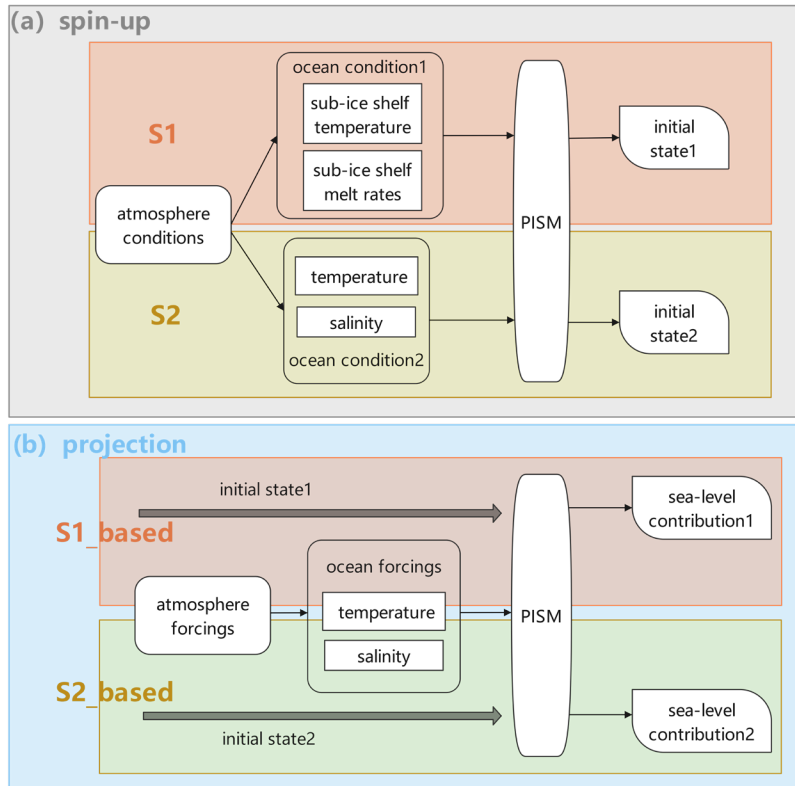 (a) spin-up
ocean condition1
sub-ice shelf
temperature
S1
sub-ice shelf
melt rates
initial
state1
atmosphere
conditions
PISM
temperature
S2
salinity
ocean condition2
initial
state2
(b) projection
initial state1
S1_based
sea-level
contribution1
ocean forcings
atmosphere
forcings
temperature
PISM
salinity
S2_based
initial state2
sea-level
contribution2